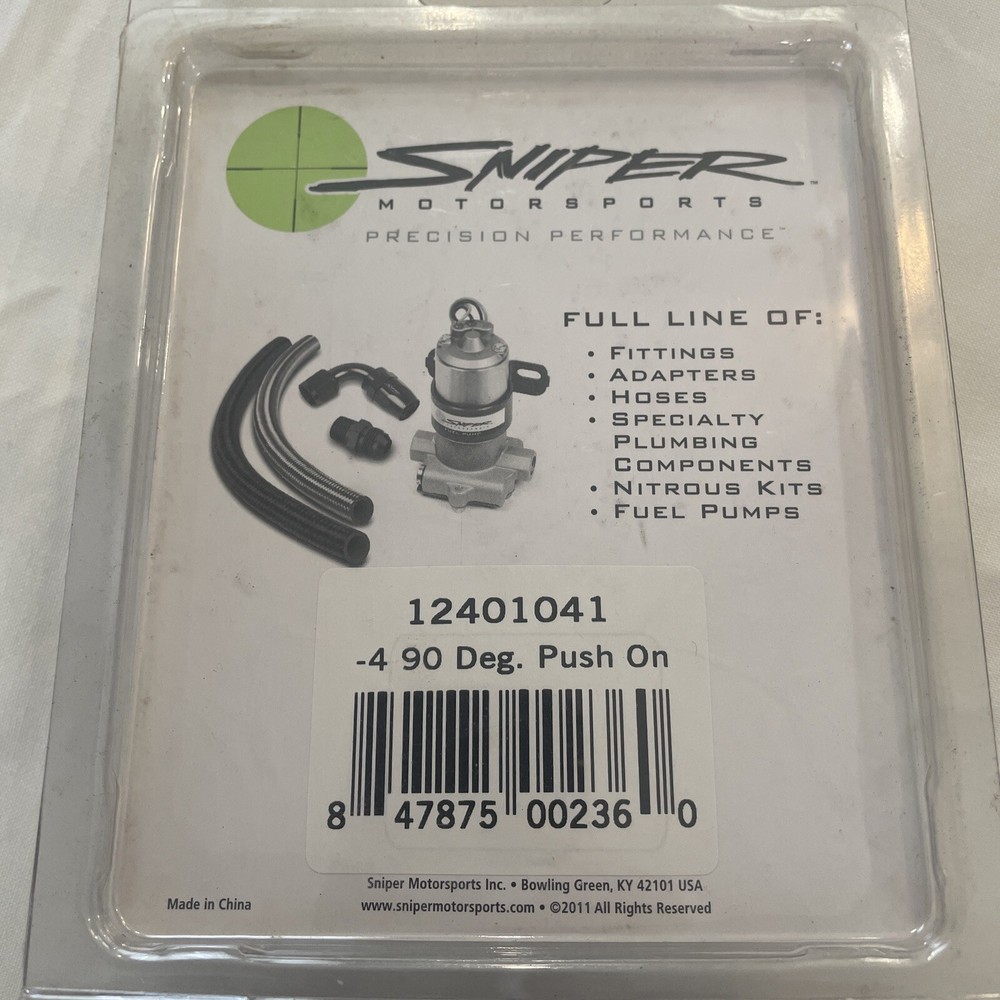 SNIPER™
MOTORSPORTS
PRECISION PERFORMANCE™
FULL LINE OF:
• FITTINGS
• ADAPTERS
• HOSES
• SPECIALTY
PLUMBING
COMPONENTS
• NITROUS KITS
• FUEL PUMPS
SNIPER
12401041
-4 90 Deg. Push On
8 47875 00236 0
Sniper Motorsports Inc. • Bowling Green, KY 42101 USA
Made in China
www.snipermotorsports.com • ©2011 All Rights Reserved